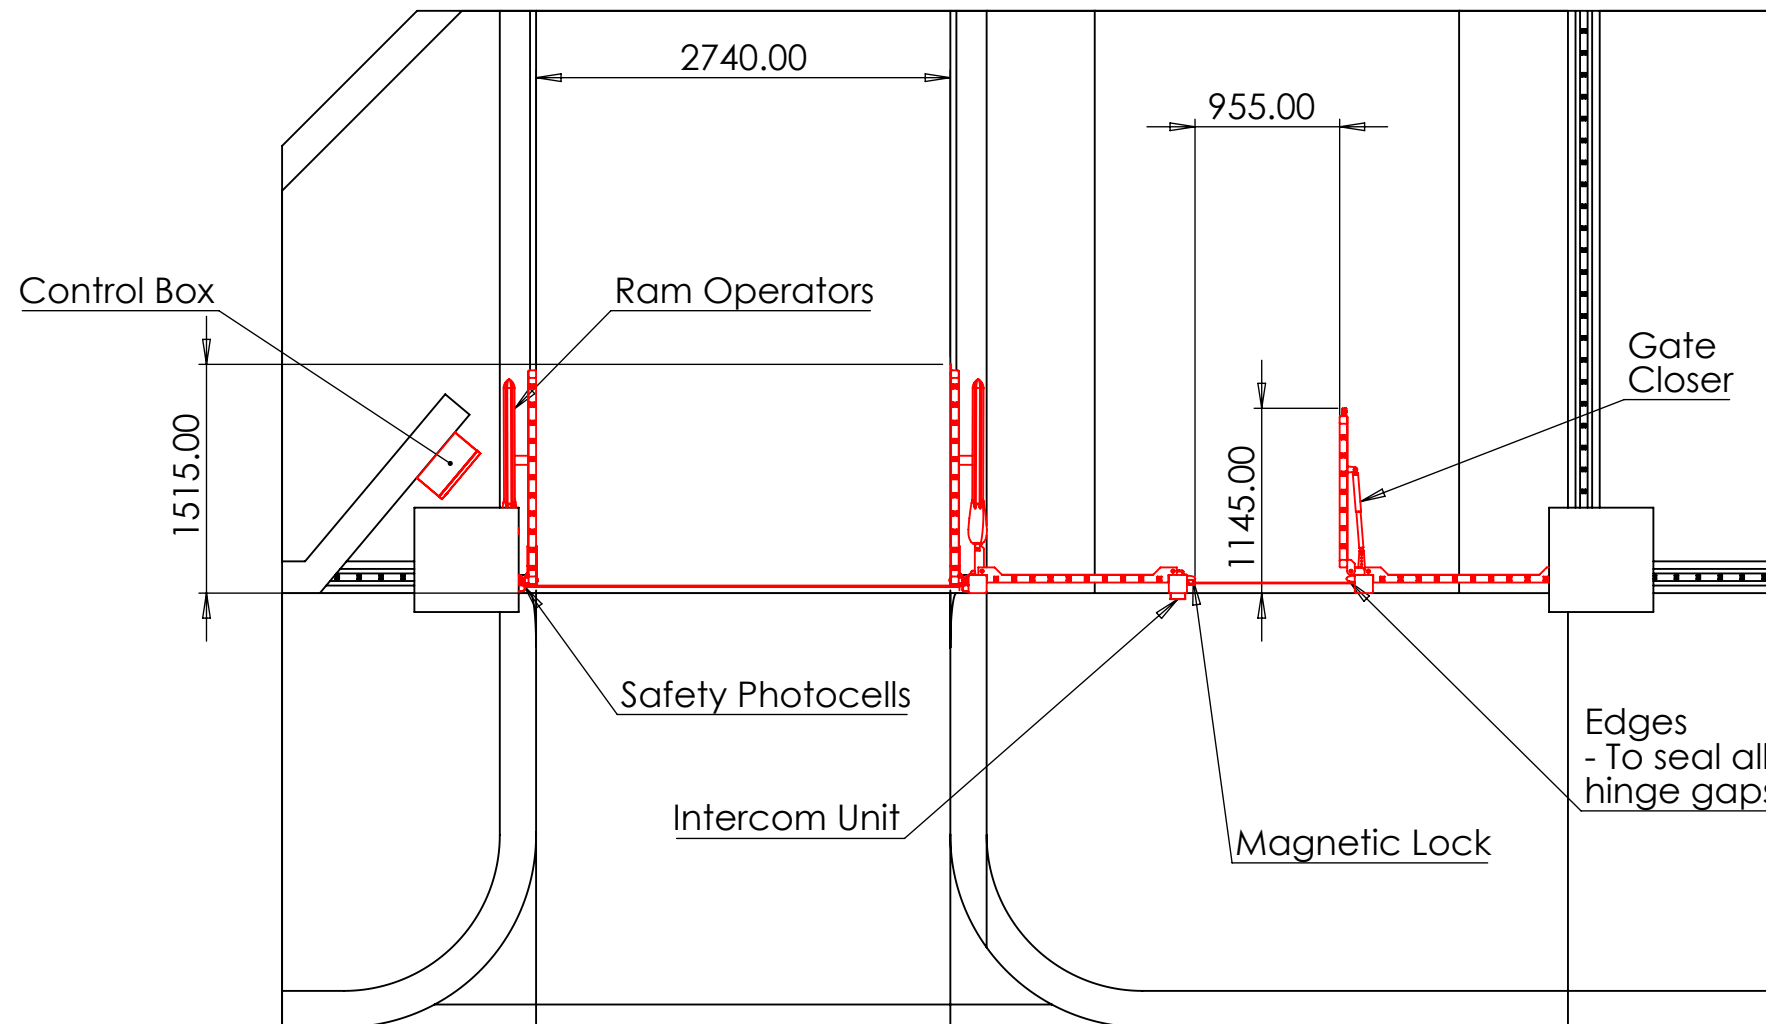 2740.00
955.00
Control Box
Ram Operators
Gate
Closer
1515.00
1145.00
Safety Photocells
Edges
- To seal all
hinge gaps
Intercom Unit
Magnetic Lock